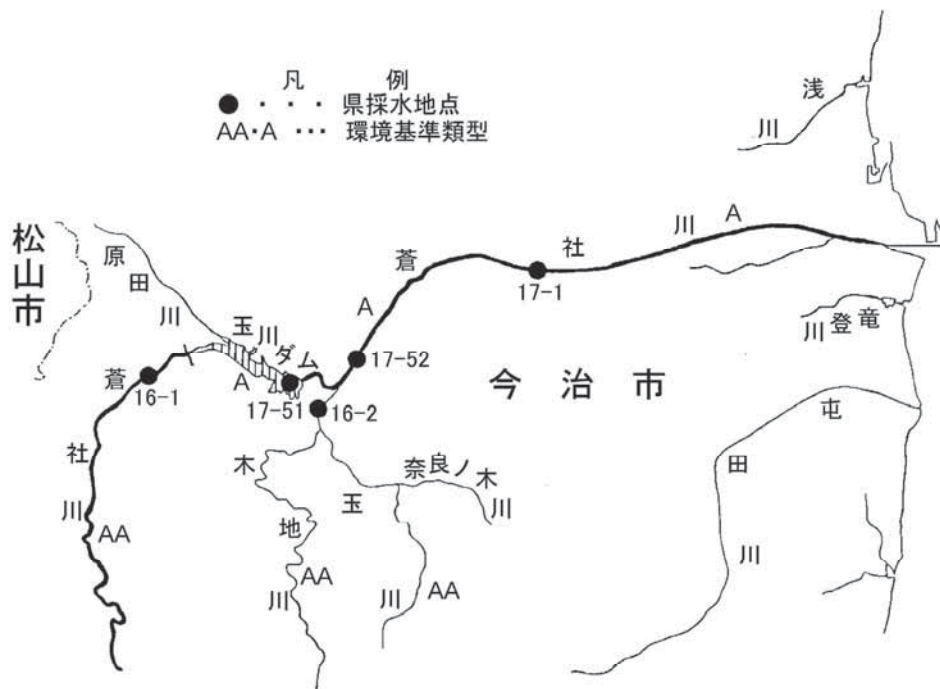 凡 例
● ・ ・ ・ 県採水地点
AA・A ・・・ 環境基準類型
浅川
松山市
原田川
玉川ダム
A
蒼社川
A
A
17-1
17-52
17-51
16-1
16-2
蒼社川
AA
今治市
竜登川
屯田川
奈良ノ木川
木地川
AA
玉川
AA